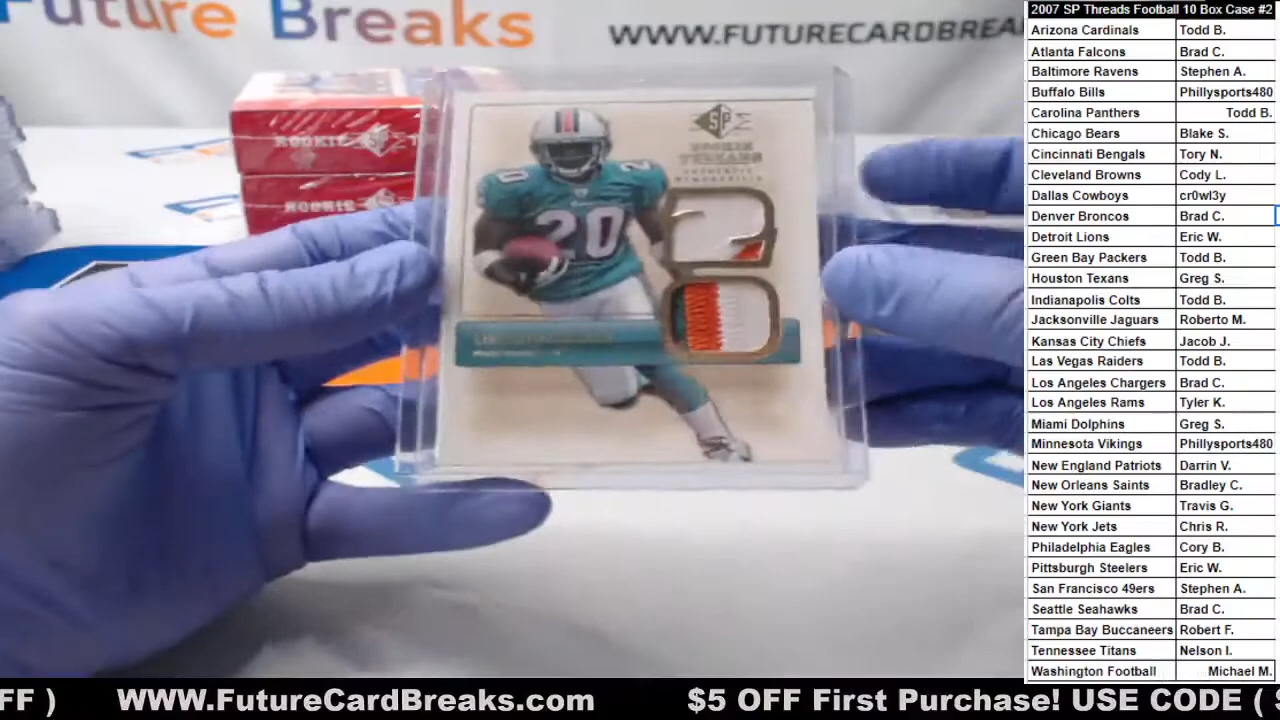 Future Breaks
WWW.FUTURECARDBREA
ROOKIE SP T
ROOKIE
SP
ROOKIE
THREADS
AUTHENTIC
MEMORABILIA
20
20
2007 SP Threads Football 10 Box Case #2
Arizona Cardinals Todd B.
Atlanta Falcons Brad C.
Baltimore Ravens Stephen A.
Buffalo Bills Phillysports480
Carolina Panthers Todd B.
Chicago Bears Blake S.
Cincinnati Bengals Tory N.
Cleveland Browns Cody L.
Dallas Cowboys cr0wl3y
Denver Broncos Brad C.
Detroit Lions Eric W.
Green Bay Packers Todd B.
Houston Texans Greg S.
Indianapolis Colts Todd B.
Jacksonville Jaguars Roberto M.
Kansas City Chiefs Jacob J.
Las Vegas Raiders Todd B.
Los Angeles Chargers Brad C.
Los Angeles Rams Tyler K.
Miami Dolphins Greg S.
Minnesota Vikings Phillysports480
New England Patriots Darrin V.
New Orleans Saints Bradley C.
New York Giants Travis G.
New York Jets Chris R.
Philadelphia Eagles Cory B.
Pittsburgh Steelers Eric W.
San Francisco 49ers Stephen A.
Seattle Seahawks Brad C.
Tampa Bay Buccaneers Robert F.
Tennessee Titans Nelson I.
Washington Football Michael M.
FF ) WWW.FutureCardBreaks.com $5 OFF First Purchase! USE CODE (